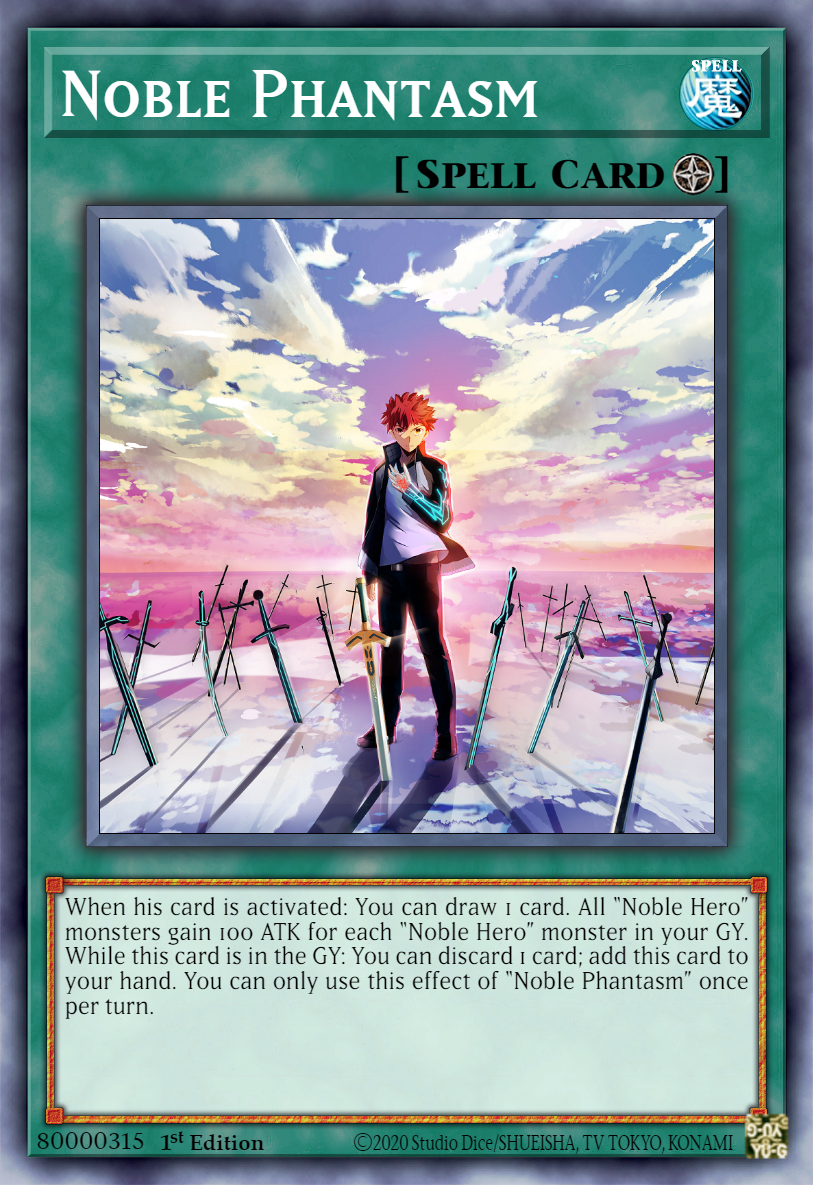 Noble Phantasm
SPELL
魔
[Spell Card]
When his card is activated: You can draw 1 card. All "Noble Hero"
monsters gain 100 ATK for each "Noble Hero" monster in your GY.
While this card is in the GY: You can discard 1 card; add this card to
your hand. You can only use this effect of "Noble Phantasm" once
per turn.
80000315 1st Edition ©2020 Studio Dice/SHUEISHA, TV TOKYO, KONAMI